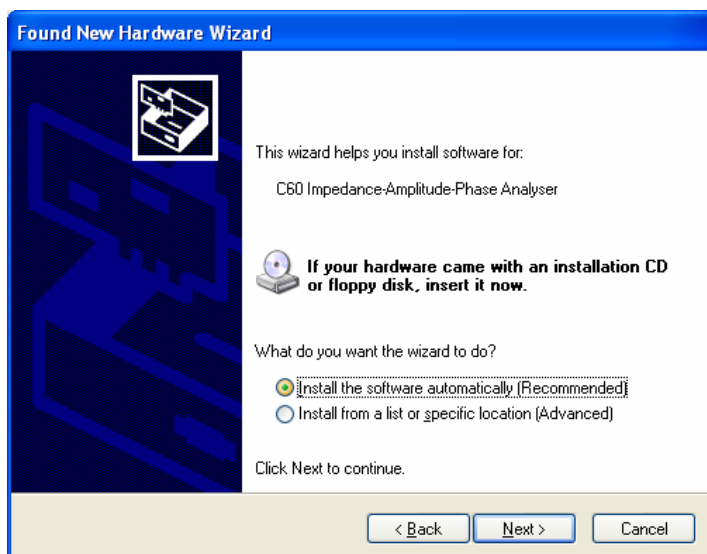 Found New Hardware Wizard
This wizard helps you install software for:
C60 Impedance-Amplitude-Phase Analyser
If your hardware came with an installation CD
or floppy disk, insert it now.
What do you want the wizard to do?
Install the software automatically (Recommended)
Install from a list or specific location (Advanced)
Click Next to continue.
< Back Next > Cancel